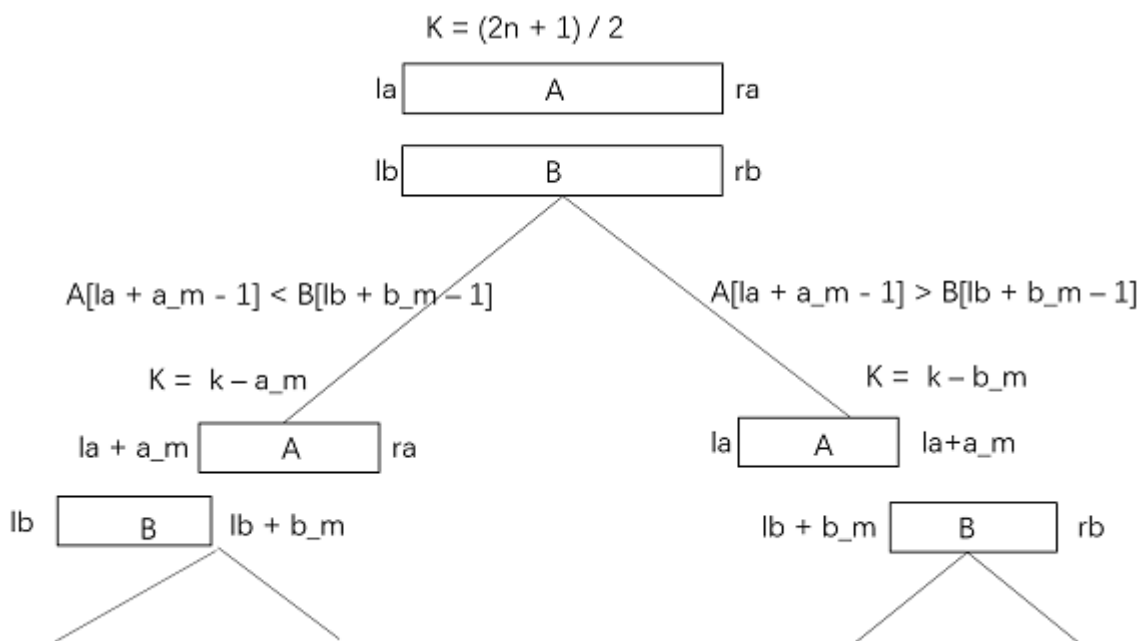 K = (2n + 1) / 2
la A ra
lb B rb
A[la + a_m - 1] < B[lb + b_m – 1] A[la + a_m - 1] > B[lb + b_m – 1]
K = k – a_m K = k – b_m
la + a_m A ra la A la+a_m
lb B lb + b_m lb + b_m B rb